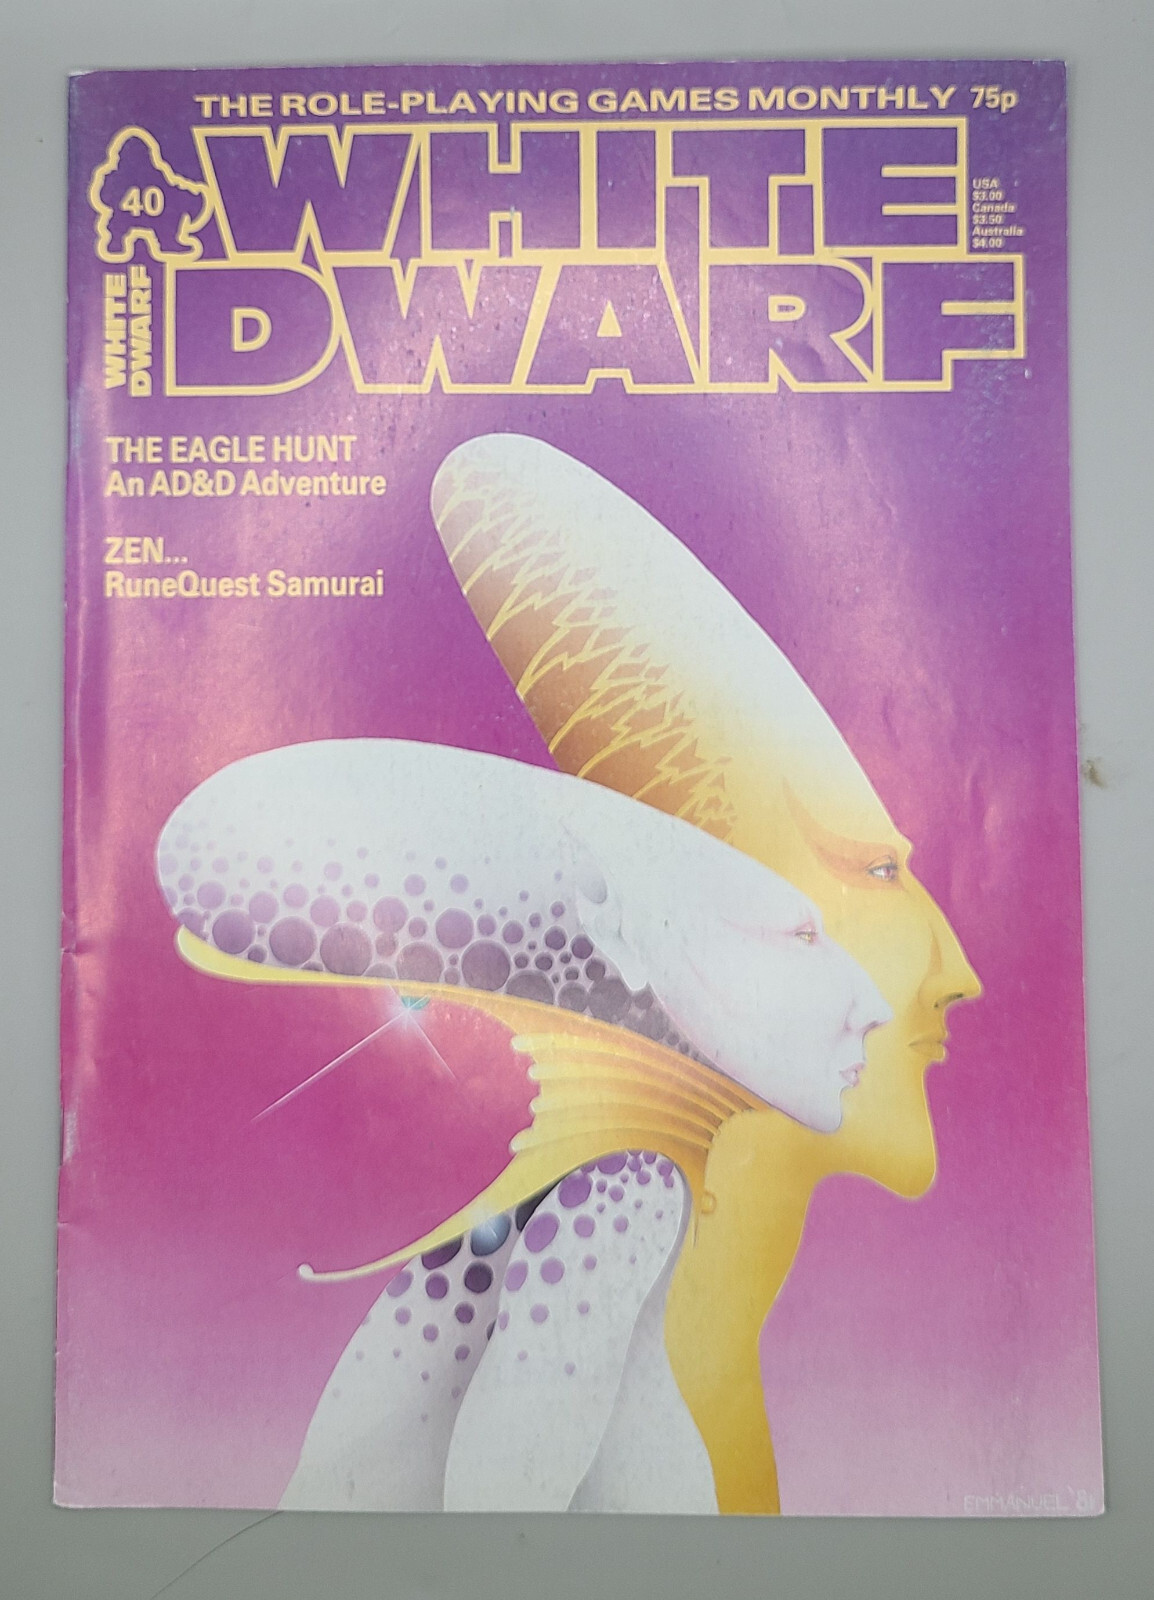 THE ROLE-PLAYING GAMES MONTHLY 75p
40
WHITE
DWARF
USA
$3.00
Canada
$3.50
Australia
$4.00
WHITE
DWARF
THE EAGLE HUNT
An AD&D Adventure
ZEN...
RuneQuest Samurai
EMMANUEL '81